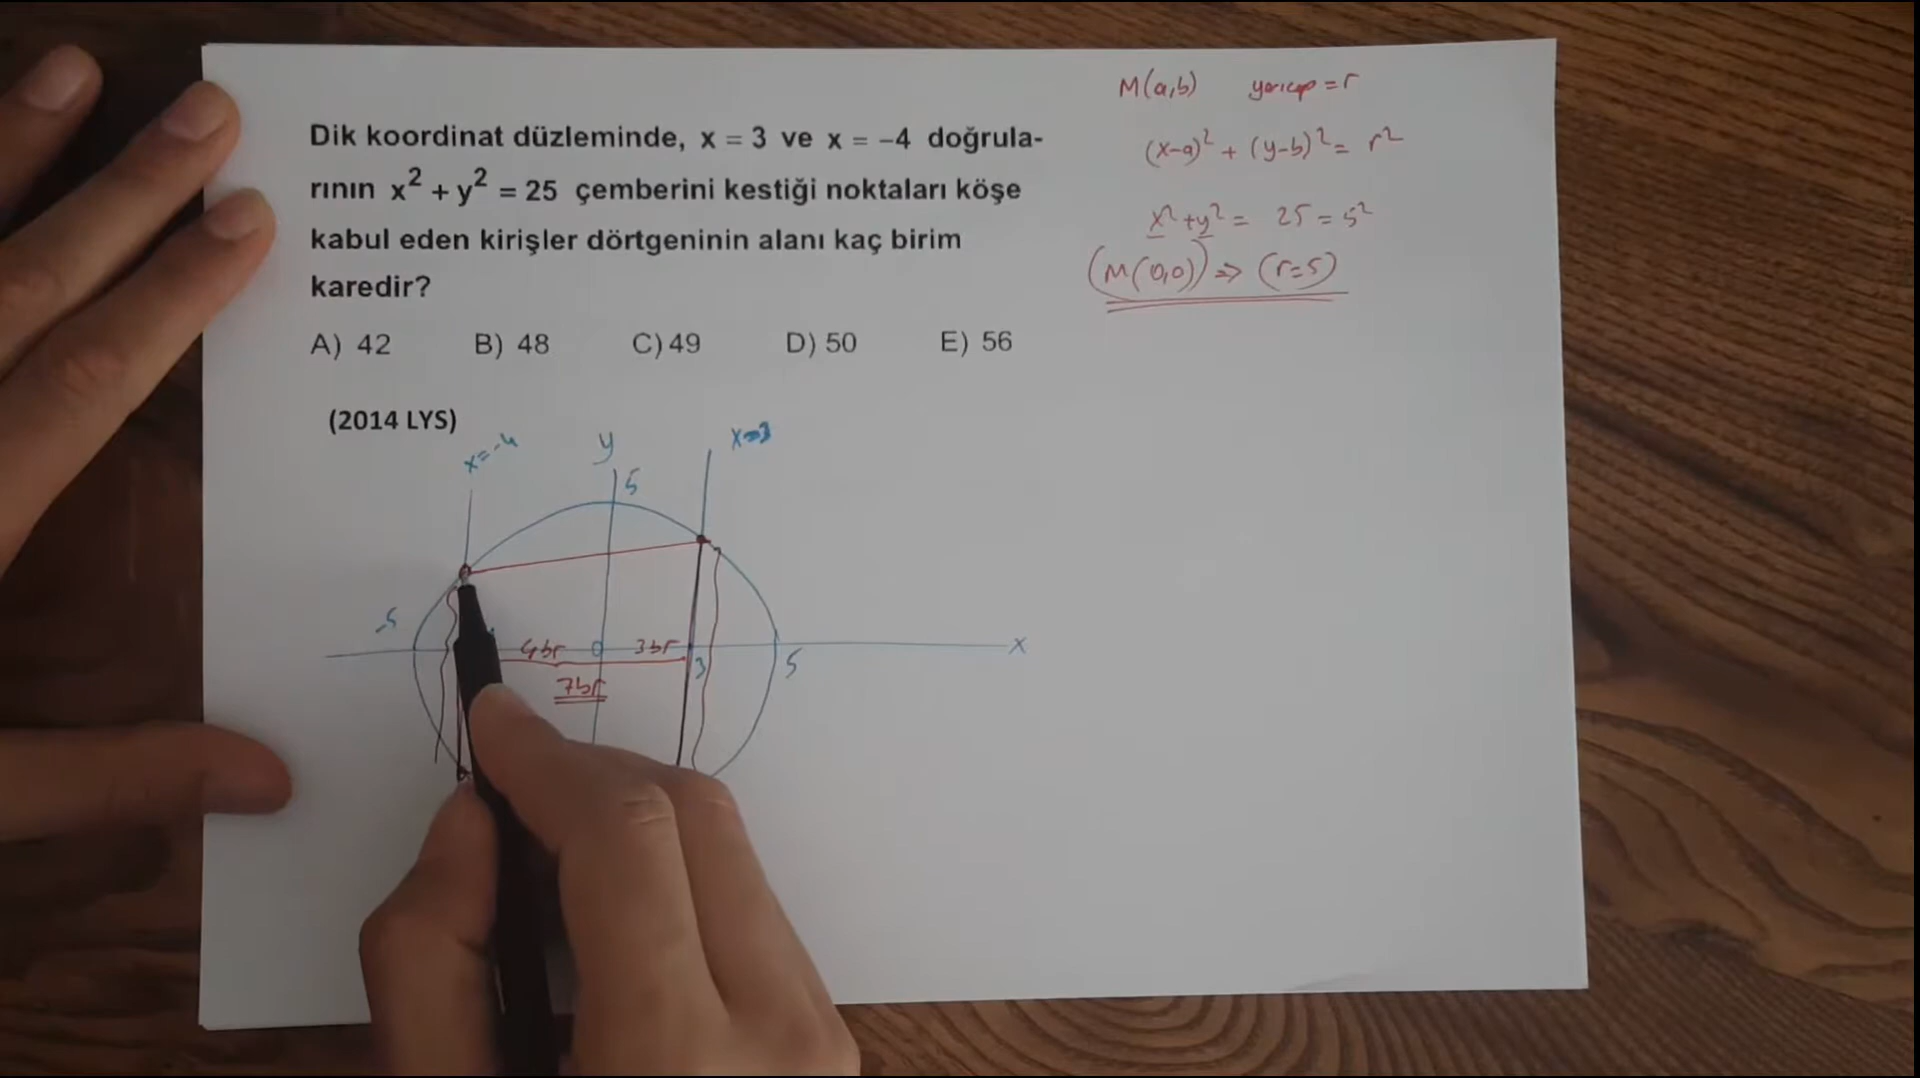 Dik koordinat düzleminde, x = 3 ve x = −4 doğrula-
rının x² + y² = 25 çemberini kestiği noktaları köşe
kabul eden kirişler dörtgeninin alanı kaç birim
karedir?
A) 42 B) 48 C) 49 D) 50 E) 56
(2014 LYS)
M(a,b) yarıçap = r
(x-a)² + (y-b)² = r²
x² + y² = 25 = 5²
(M(0,0)) ⇒ (r=5)
x=-4 y x=3
5
-5 4br 0 3br 3 5 x
7br